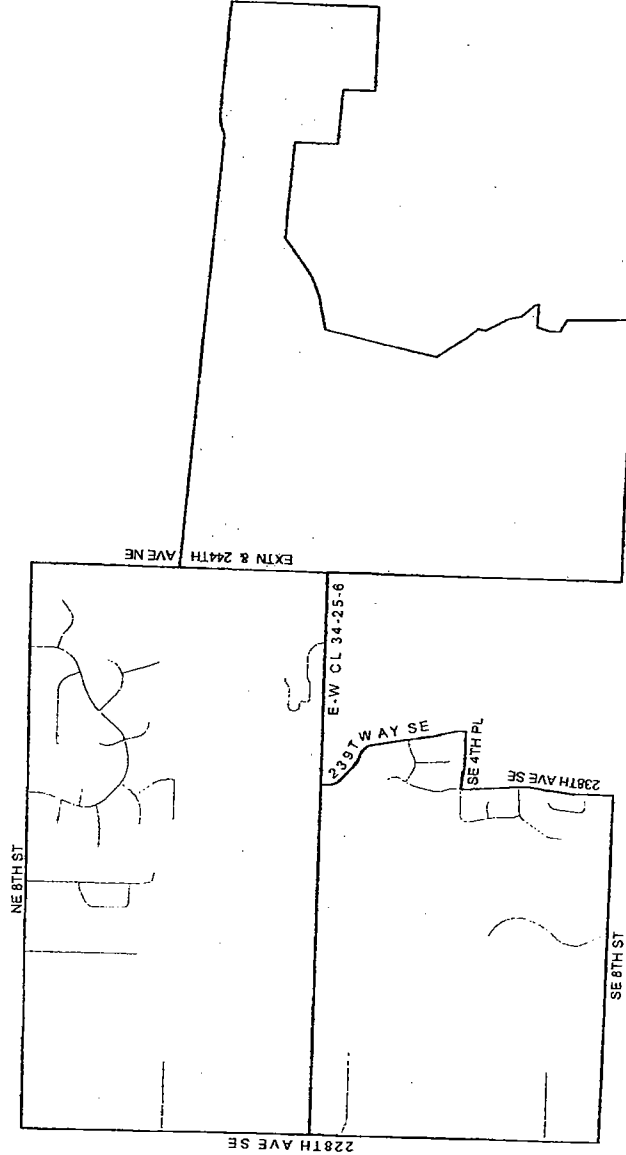 EXTN & 244TH AVE NE
NE 8TH ST
E-W CL 34-25-6
239T WAY SE
SE 4TH PL
238TH AVE SE
SE 8TH ST
228TH AVE SE